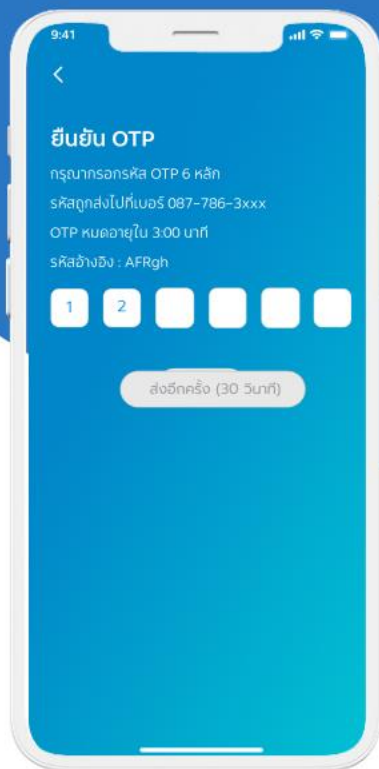 9:41
ยืนยัน OTP
กรุณากรอกรหัส OTP 6 หลัก
รหัสถูกส่งไปที่เบอร์ 087-786-3xxx
OTP หมดอายุใน 3:00 นาที
รหัสอ้างอิง : AFRgh
1 2
ส่งอีกครั้ง (30 วินาที)